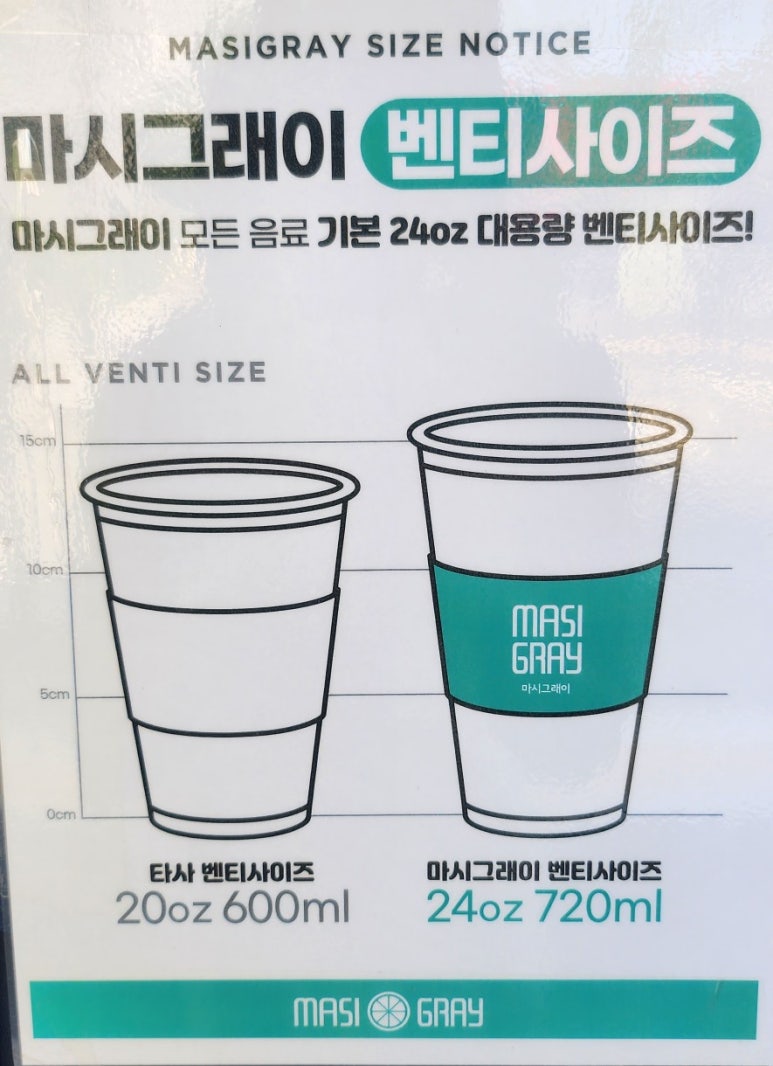 MASIGRAY SIZE NOTICE
마시그래이 벤티사이즈
마시그래이 모든 음료 기본 24oz 대용량 벤티사이즈!
ALL VENTI SIZE
15cm
10cm
5cm
0cm
MASI
GRAY
마시그래이
타사 벤티사이즈
20oz 600ml
마시그래이 벤티사이즈
24oz 720ml
MASI GRAY